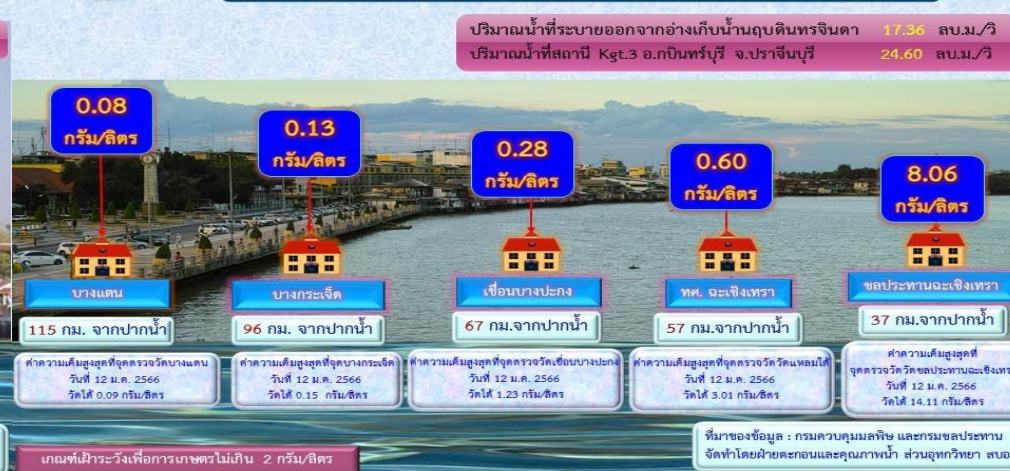 ปริมาณน้ำที่ระบายออกจากอ่างเก็บน้ำนฤบดินทรจินดา 17.36 ลบ.ม./วิ
ปริมาณน้ำที่สถานี Kgt.3 อ.กบินทร์บุรี จ.ปราจีนบุรี 24.60 ลบ.ม./วิ
0.08
กรัม/ลิตร
บางแตน
115 กม. จากปากน้ำ
ค่าความเค็มสูงสุดที่จุดตรวจวัดบางแตน
วันที่ 12 ม.ค. 2566
วัดได้ 0.09 กรัม/ลิตร
0.13
กรัม/ลิตร
บางกระเจ็ด
96 กม. จากปากน้ำ
ค่าความเค็มสูงสุดที่จุดบางกระเจ็ด
วันที่ 12 ม.ค. 2566
วัดได้ 0.15 กรัม/ลิตร
0.28
กรัม/ลิตร
เขื่อนบางปะกง
67 กม.จากปากน้ำ
ค่าความเค็มสูงสุดที่จุดตรวจวัดเขื่อนบางปะกง
วันที่ 12 ม.ค. 2566
วัดได้ 1.23 กรัม/ลิตร
0.60
กรัม/ลิตร
ทศ. ฉะเชิงเทรา
57 กม.จากปากน้ำ
ค่าความเค็มสูงสุดที่จุดตรวจวัดวัดแหลมใต้
วันที่ 12 ม.ค. 2566
วัดได้ 3.01 กรัม/ลิตร
8.06
กรัม/ลิตร
ชลประทานฉะเชิงเทรา
37 กม.จากปากน้ำ
ค่าความเค็มสูงสุดที่
จุดตรวจวัดวัดชลประทานฉะเชิงเทรา
วันที่ 12 ม.ค. 2566
วัดได้ 14.11 กรัม/ลิตร
เกณฑ์เฝ้าระวังเพื่อการเกษตรไม่เกิน 2 กรัม/ลิตร
ที่มาของข้อมูล : กรมควบคุมมลพิษ และกรมชลประทาน
จัดทำโดยฝ่ายตะกอนและคุณภาพน้ำ ส่วนอุทกวิทยา สบอ